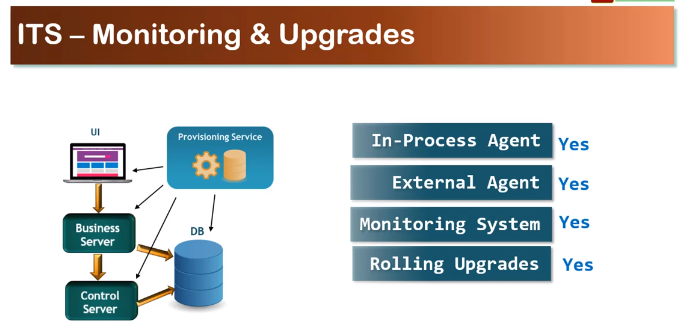 ITS – Monitoring & Upgrades
UI
Provisioning Service
Business
Server
DB
Control
Server
In-Process Agent Yes
External Agent Yes
Monitoring System Yes
Rolling Upgrades Yes